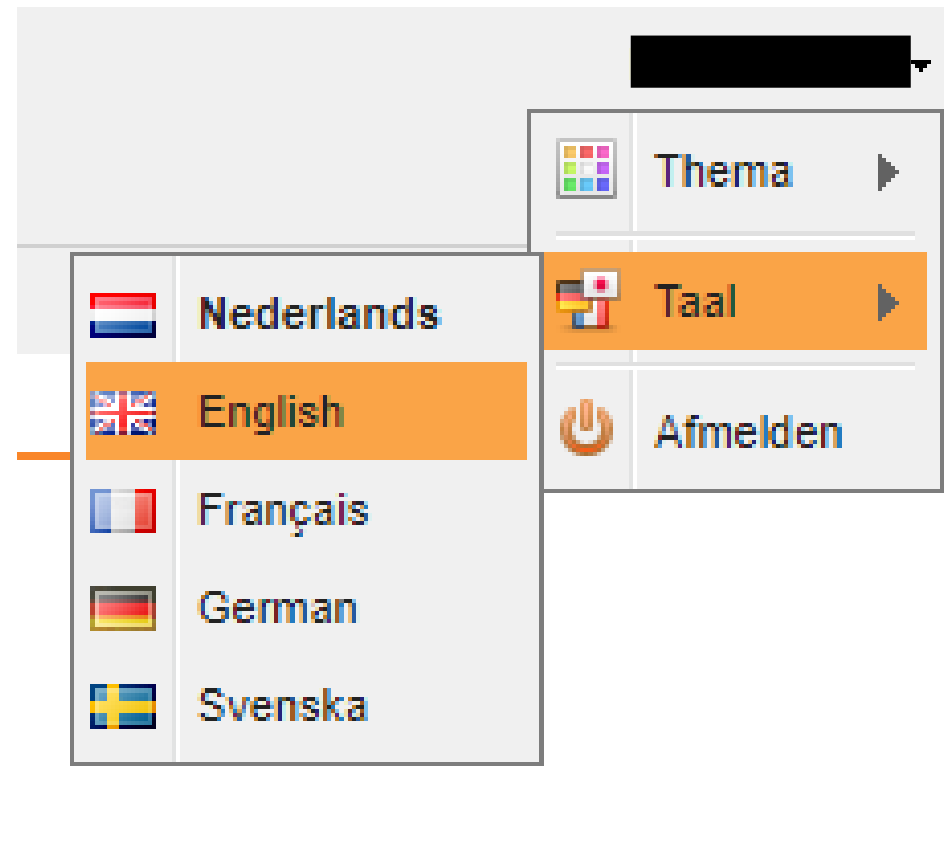 Thema
Taal
Afmelden
Nederlands
English
Français
German
Svenska